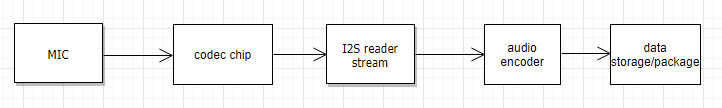 MIC
codec chip
I2S reader
stream
audio
encoder
data
storage/package